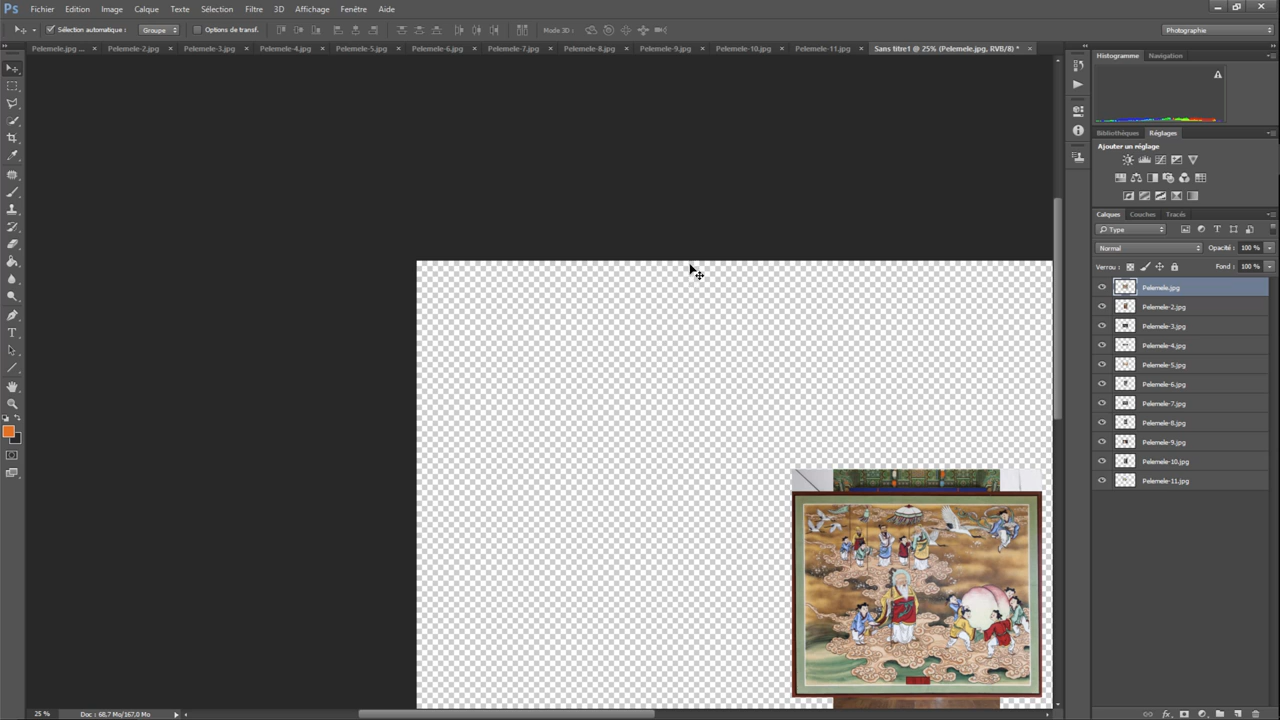 Ps Fichier Edition Image Calque Texte Sélection Filtre 3D Affichage Fenêtre Aide
Sélection automatique : Groupe Options de transf. Mode 3D : Photographie
Pelemele.jpg ... × Pelemele-2.jpg × Pelemele-3.jpg × Pelemele-4.jpg × Pelemele-5.jpg × Pelemele-6.jpg × Pelemele-7.jpg × Pelemele-8.jpg × Pelemele-9.jpg × Pelemele-10.jpg × Pelemele-11.jpg × Sans titre1 @ 25% (Pelemele.jpg, RVB/8) * ×
Histogramme Navigation
Bibliothèques Réglages
Ajouter un réglage
Calques Couches Tracés
Type
Normal Opacité : 100 %
Verrou : Fond : 100 %
Pelemele.jpg
Pelemele-2.jpg
Pelemele-3.jpg
Pelemele-4.jpg
Pelemele-5.jpg
Pelemele-6.jpg
Pelemele-7.jpg
Pelemele-8.jpg
Pelemele-9.jpg
Pelemele-10.jpg
Pelemele-11.jpg
25 % Doc : 68,7 Mo/167,0 Mo